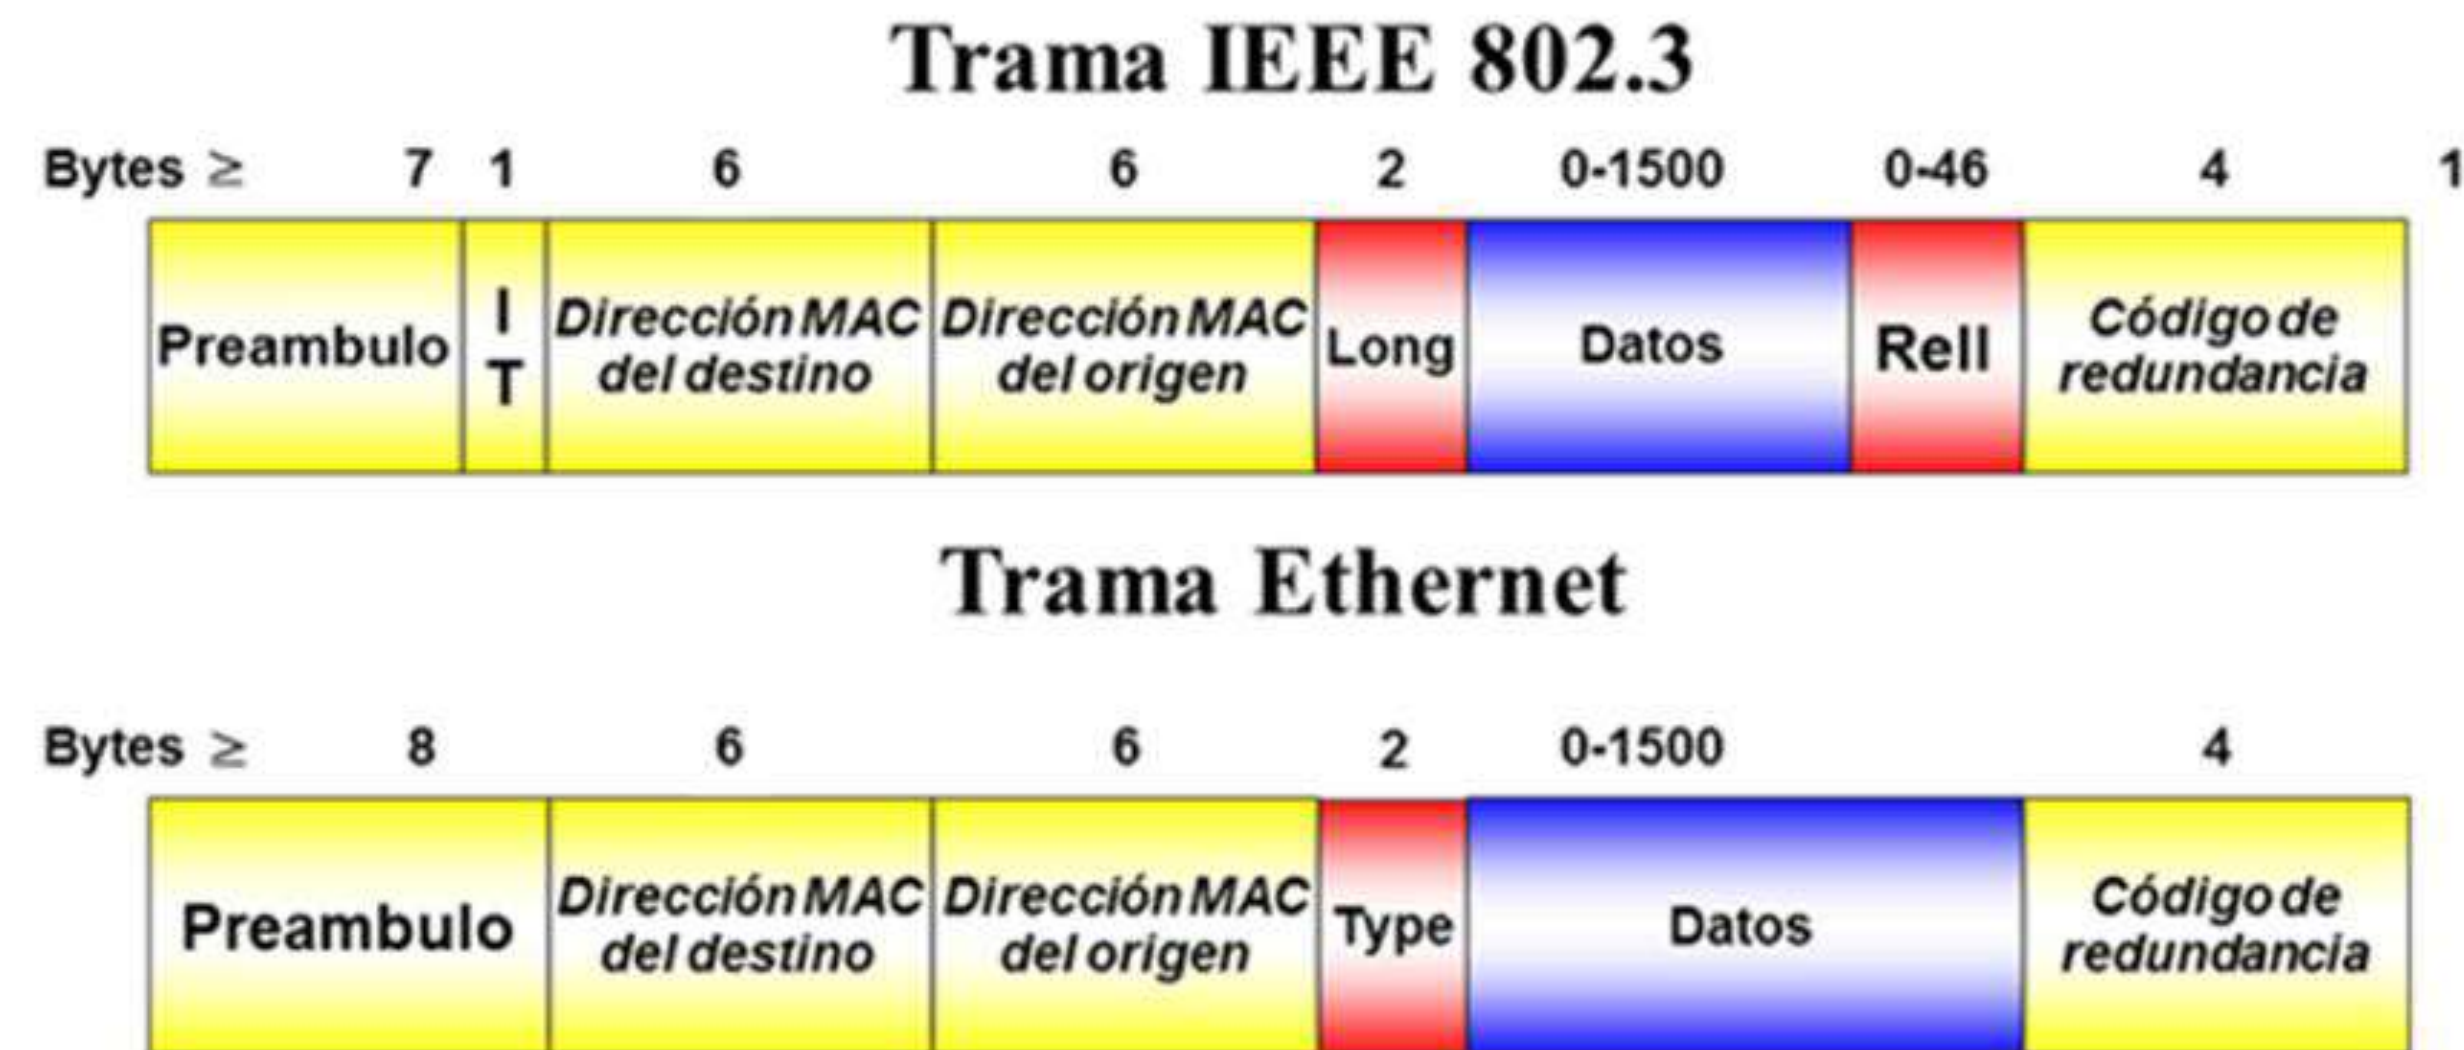 Trama IEEE 802.3
Bytes ≥ 7 1 6 6 2 0-1500 0-46 4 1
Preambulo
I
T
Dirección MAC
del destino
Dirección MAC
del origen
Long
Datos
Rell
Código de
redundancia
Trama Ethernet
Bytes ≥ 8 6 6 2 0-1500 4
Preambulo
Dirección MAC
del destino
Dirección MAC
del origen
Type
Datos
Código de
redundancia